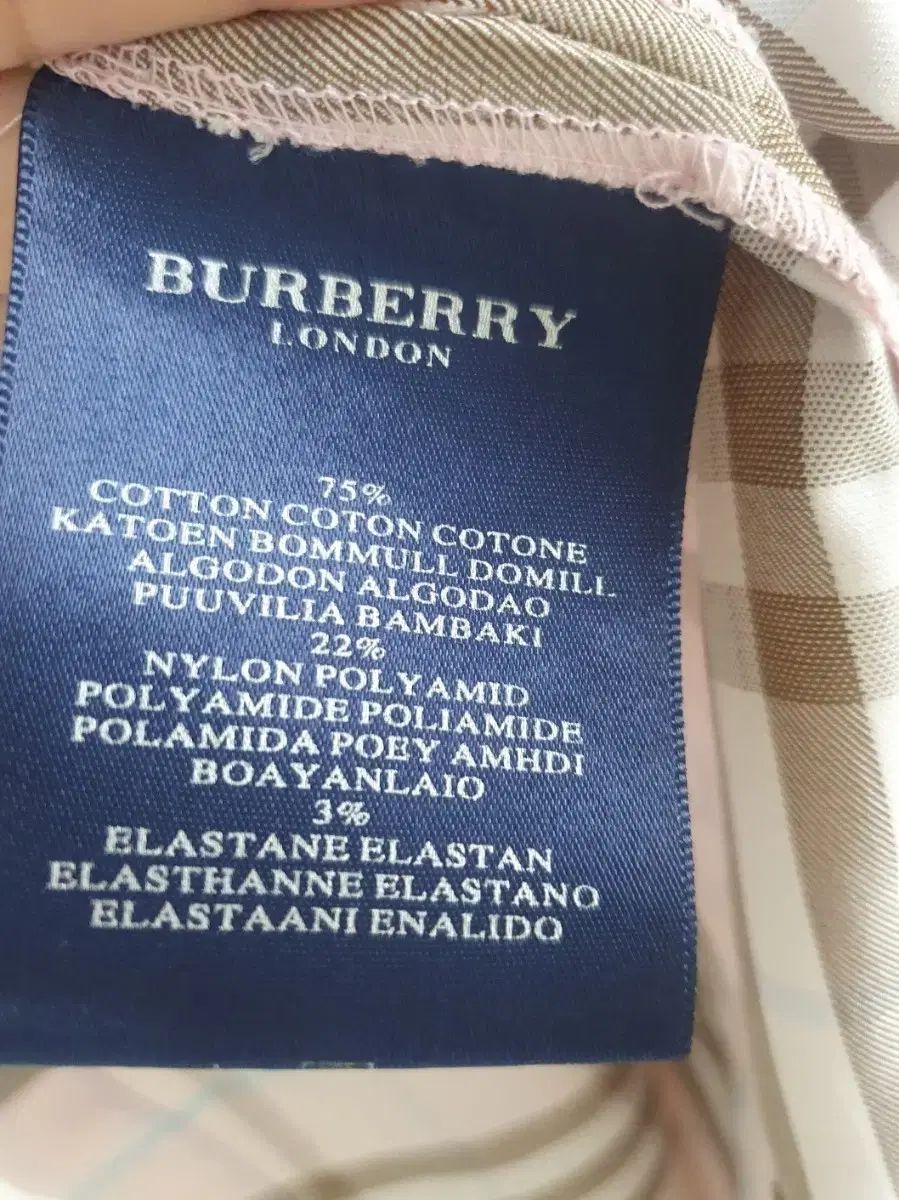 BURBERRY
LONDON
75%
COTTON COTON COTONE
KATOEN BOMMULL DOMILL
ALGODON ALGODAO
PUUVILIA BAMBAKI
22%
NYLON POLYAMID
POLYAMIDE POLIAMIDE
POLAMIDA POEY AMHDI
BOAYANLAIO
3%
ELASTANE ELASTAN
ELASTHANNE ELASTANO
ELASTAANI ENALIDO